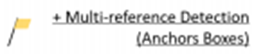 + Multi-reference Detection
(Anchors Boxes)